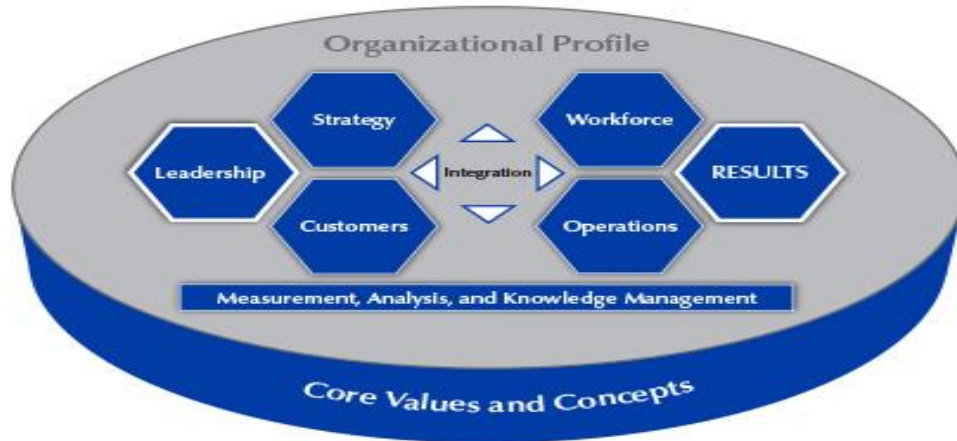 Organizational Profile
Strategy
Workforce
Leadership
Integration
RESULTS
Customers
Operations
Measurement, Analysis, and Knowledge Management
Core Values and Concepts